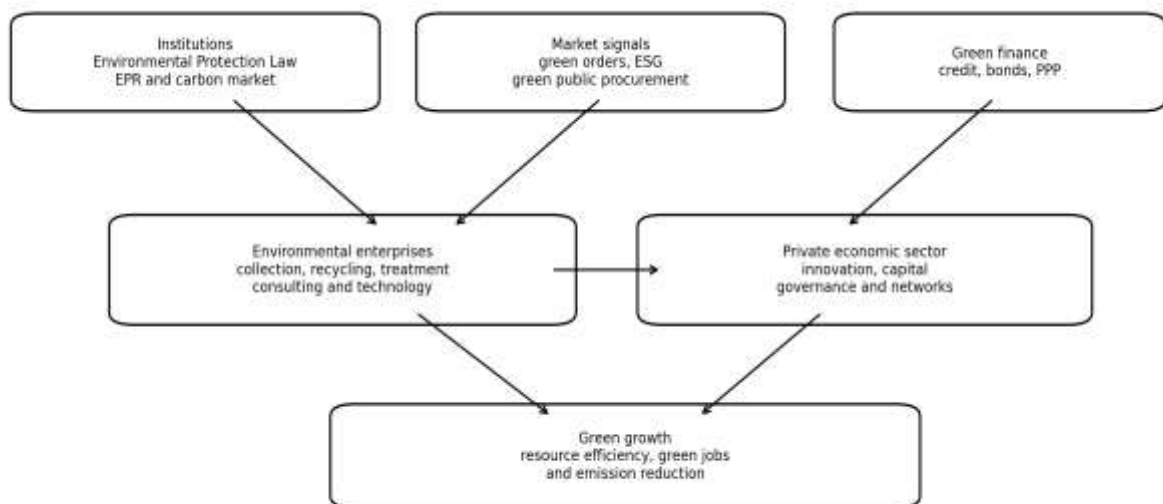 Institutions
Environmental Protection Law
EPR and carbon market
Market signals
green orders, ESG
green public procurement
Green finance
credit, bonds, PPP
Environmental enterprises
collection, recycling, treatment
consulting and technology
Private economic sector
innovation, capital
governance and networks
Green growth
resource efficiency, green jobs
and emission reduction